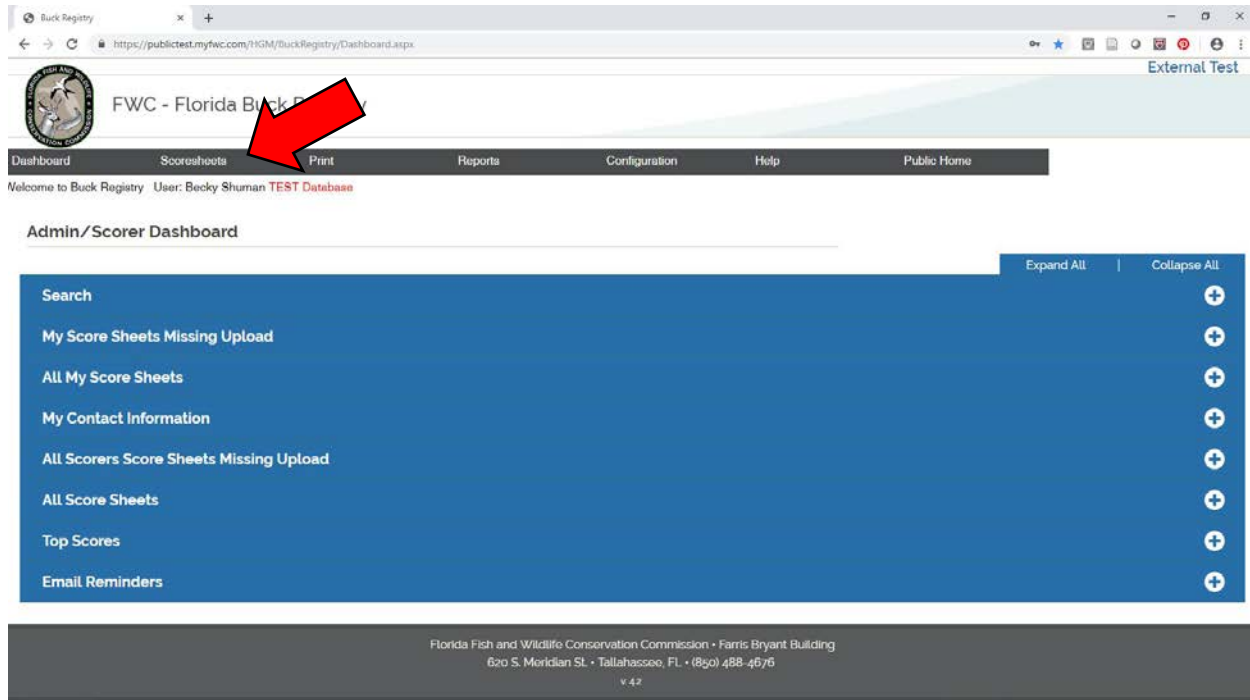 Buck Registry
https://publictest.myfwc.com/HGM/BuckRegistry/Dashboard.aspx
External Test
FWC - Florida Buck
Dashboard Scoresheets Print Reports Configuration Help Public Home
Welcome to Buck Registry User: Becky Shuman TEST Database
Admin/Scorer Dashboard
Expand All | Collapse All
Search
My Score Sheets Missing Upload
All My Score Sheets
My Contact Information
All Scorers Score Sheets Missing Upload
All Score Sheets
Top Scores
Email Reminders
Florida Fish and Wildlife Conservation Commission • Farris Bryant Building
620 S. Meridian St. • Tallahassee, FL • (850) 488-4676
v 4.2